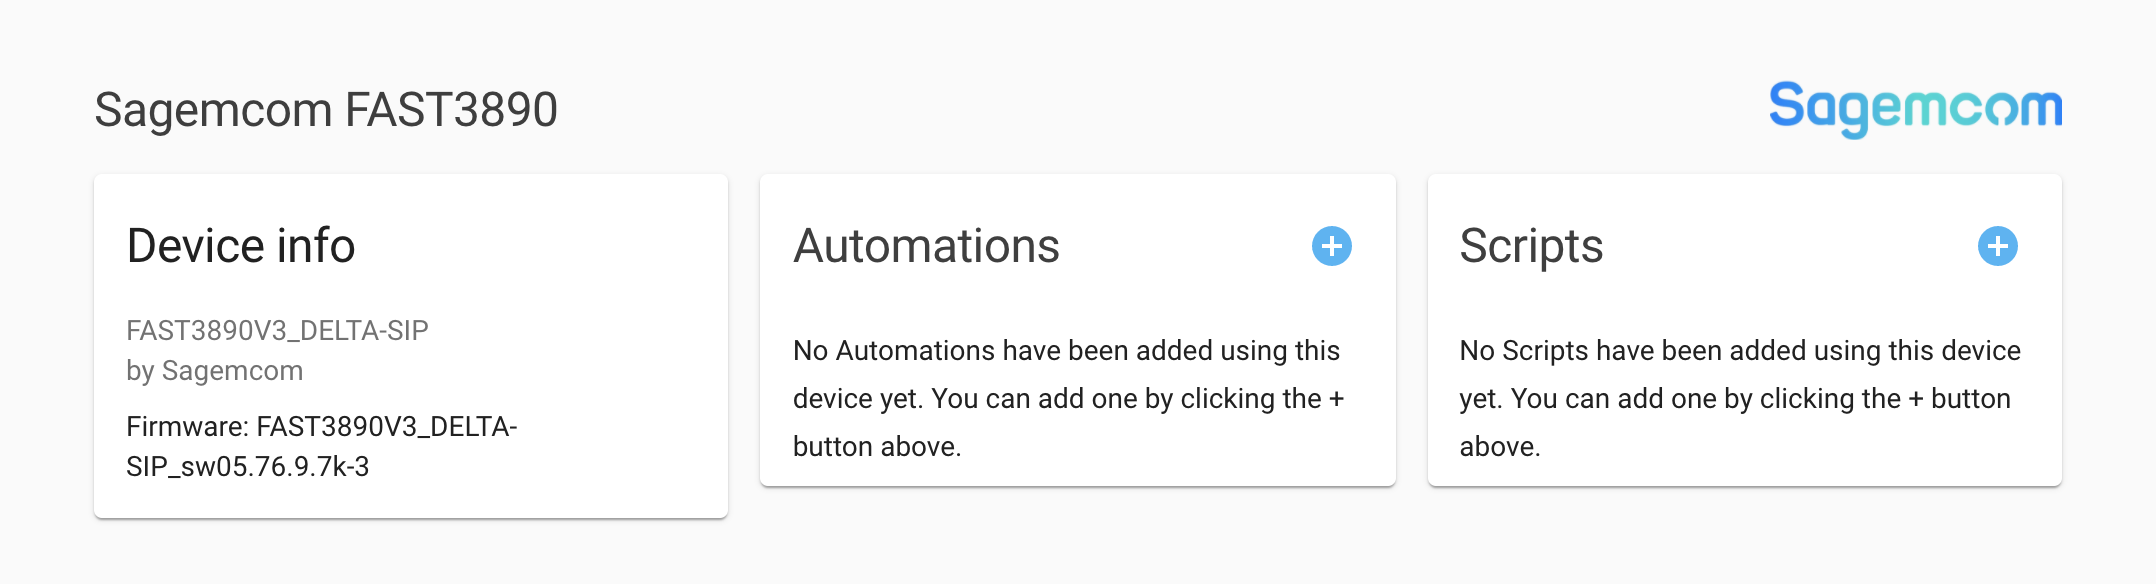 Sagemcom FAST3890
Sagemcom
Device info
FAST3890V3_DELTA-SIP
by Sagemcom
Firmware: FAST3890V3_DELTA-
SIP_sw05.76.9.7k-3
Automations
No Automations have been added using this
device yet. You can add one by clicking the +
button above.
Scripts
No Scripts have been added using this device
yet. You can add one by clicking the + button
above.